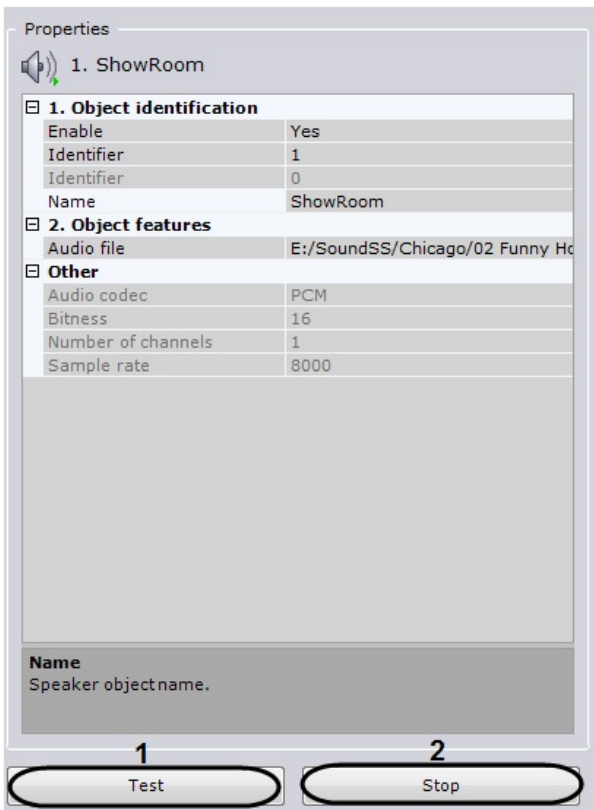 Properties
1. ShowRoom
1. Object identification
Enable Yes
Identifier 1
Identifier 0
Name ShowRoom
2. Object features
Audio file E:/SoundSS/Chicago/02 Funny Ho
Other
Audio codec PCM
Bitness 16
Number of channels 1
Sample rate 8000
Name
Speaker objectname.
1 2
Test Stop